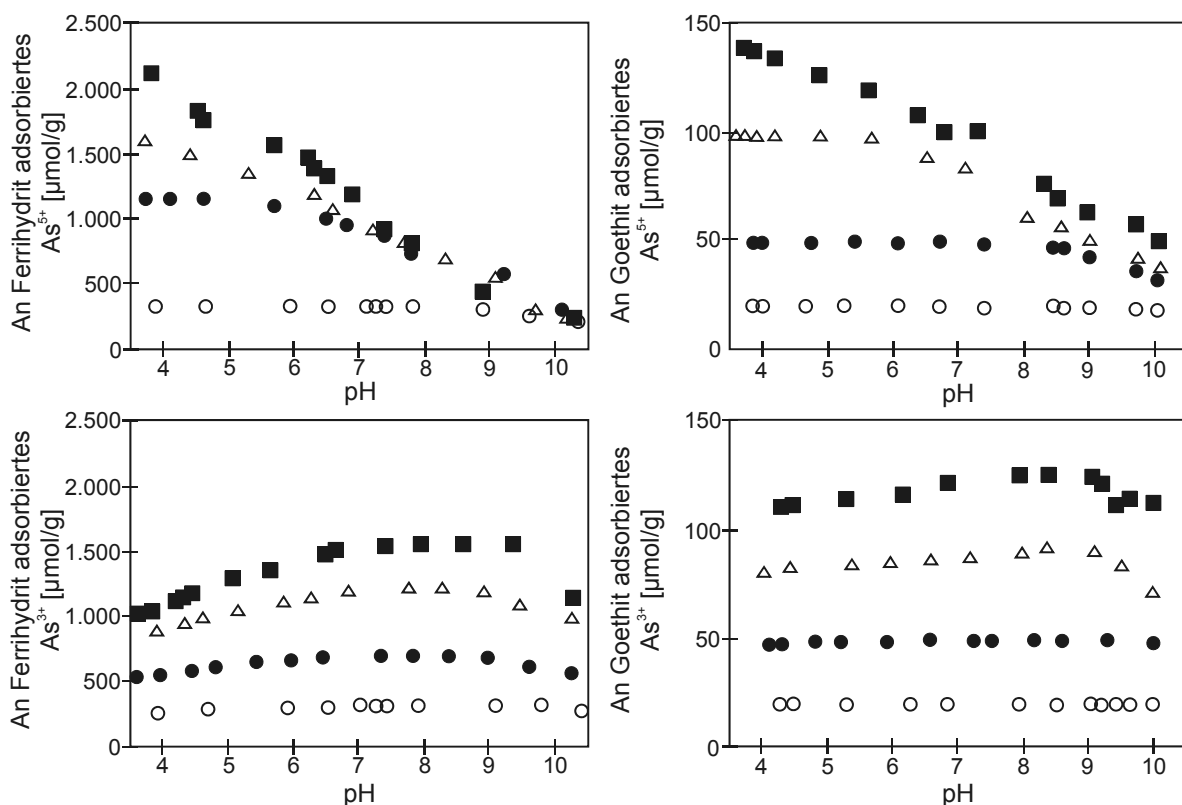 An Ferrihydrit adsorbiertes
As⁵⁺ [µmol/g]
2.500
2.000
1.500
1.000
500
0
4 5 6 7 8 9 10
pH
An Goethit adsorbiertes
As⁵⁺ [µmol/g]
150
100
50
0
4 5 6 7 8 9 10
pH
An Ferrihydrit adsorbiertes
As³⁺ [µmol/g]
2.500
2.000
1.500
1.000
500
0
4 5 6 7 8 9 10
pH
An Goethit adsorbiertes
As³⁺ [µmol/g]
150
100
50
0
4 5 6 7 8 9 10
pH